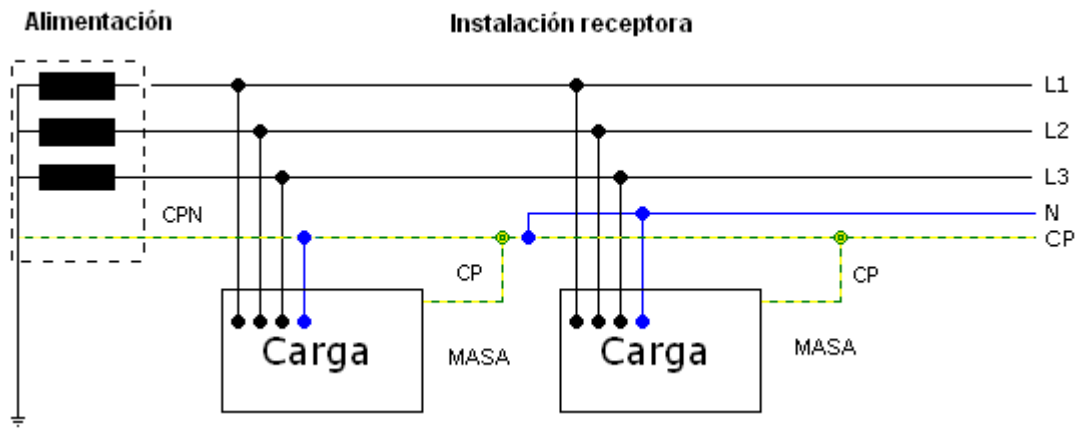 Alimentación
Instalación receptora
L1
L2
L3
N
CPN
CP
CP
CP
Carga
MASA
Carga
MASA